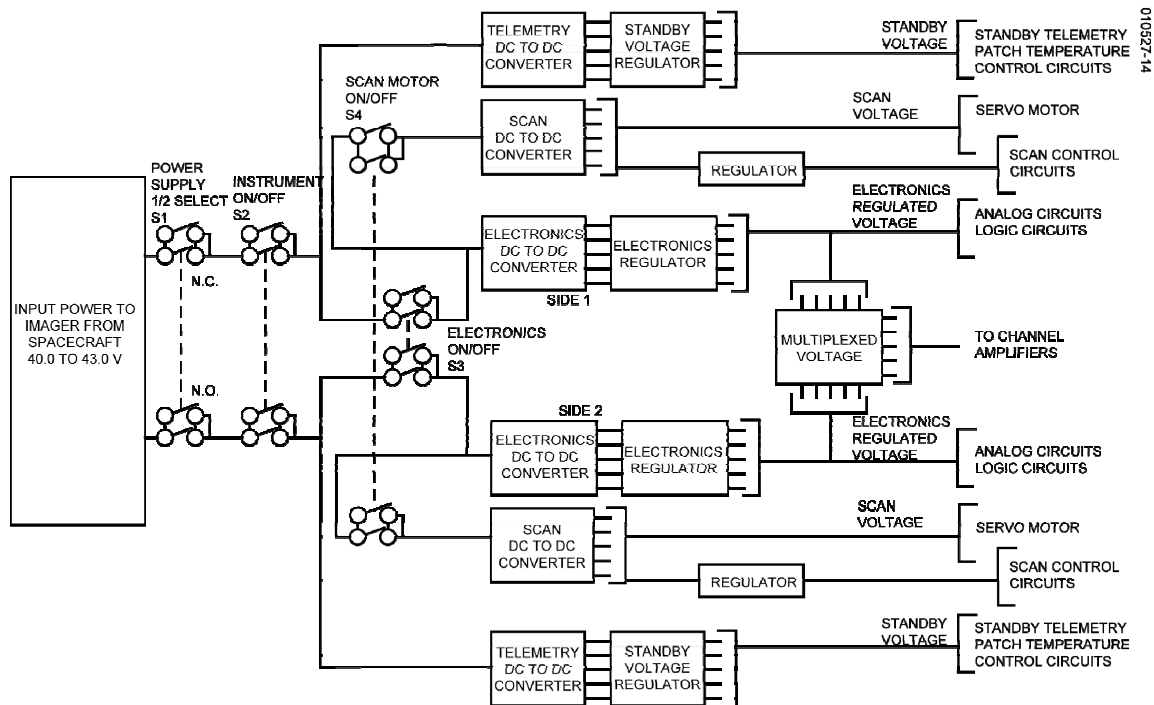 010527-14
TELEMETRY
DC TO DC
CONVERTER
STANDBY
VOLTAGE
REGULATOR
STANDBY
VOLTAGE
STANDBY TELEMETRY
PATCH TEMPERATURE
CONTROL CIRCUITS
SCAN MOTOR
ON/OFF
S4
SCAN
DC TO DC
CONVERTER
SCAN
VOLTAGE
SERVO MOTOR
REGULATOR
SCAN CONTROL
CIRCUITS
POWER
SUPPLY
1/2 SELECT
S1
INSTRUMENT
ON/OFF
S2
ELECTRONICS
DC TO DC
CONVERTER
ELECTRONICS
REGULATOR
ELECTRONICS
REGULATED
VOLTAGE
ANALOG CIRCUITS
LOGIC CIRCUITS
SIDE 1
N.C.
INPUT POWER TO
IMAGER FROM
SPACECRAFT
40.0 TO 43.0 V
ELECTRONICS
ON/OFF
S3
MULTIPLEXED
VOLTAGE
TO CHANNEL
AMPLIFIERS
N.O.
SIDE 2
ELECTRONICS
DC TO DC
CONVERTER
ELECTRONICS
REGULATOR
ELECTRONICS
REGULATED
VOLTAGE
ANALOG CIRCUITS
LOGIC CIRCUITS
SCAN
DC TO DC
CONVERTER
SCAN
VOLTAGE
SERVO MOTOR
REGULATOR
SCAN CONTROL
CIRCUITS
TELEMETRY
DC TO DC
CONVERTER
STANDBY
VOLTAGE
REGULATOR
STANDBY
VOLTAGE
STANDBY TELEMETRY
PATCH TEMPERATURE
CONTROL CIRCUITS